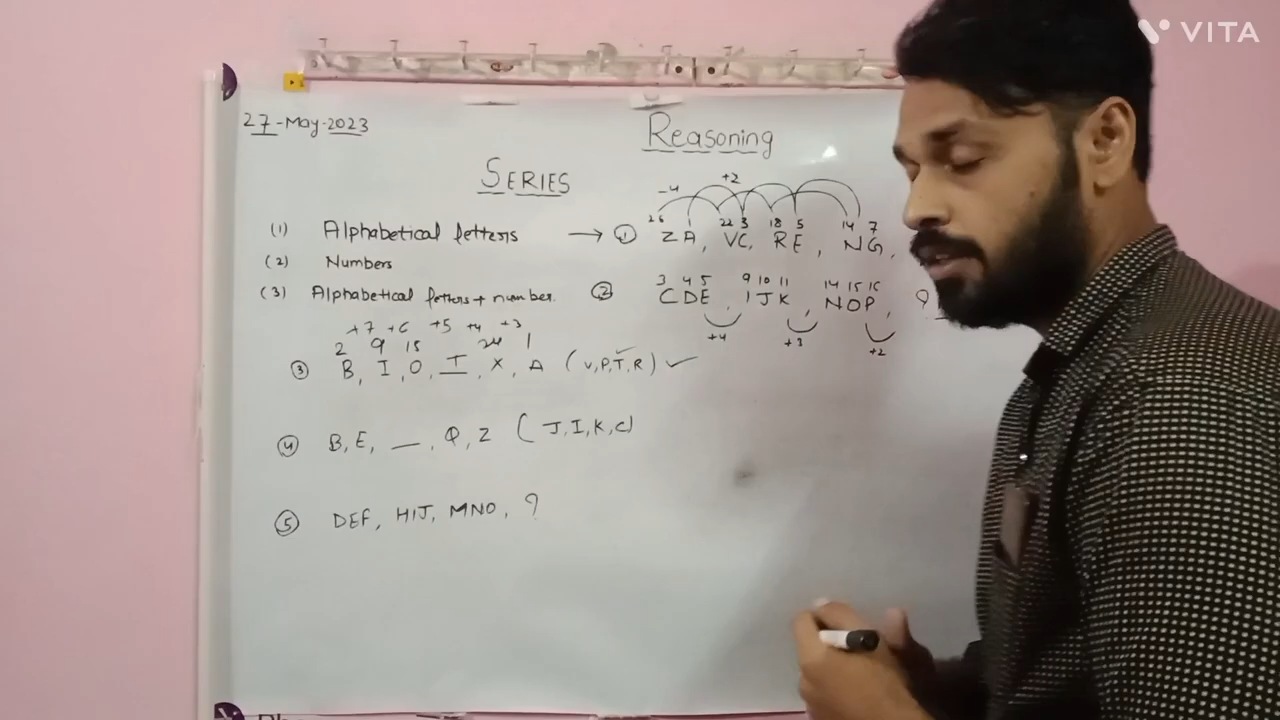 VITA
27-May-2023
Reasoning
SERIES
-4 +2
26 1 22 3 18 5 14 7
(1) Alphabetical letters → ① ZA, VC, RE, NG,
(2) Numbers
3 4 5 9 10 11 14 15 16
(3) Alphabetical letters + number. ② CDE, IJK, NOP, ?
+4 +3 +2
+7 +6 +5 +4 +3
2 9 15 24 1
③ B, I, O, T, X, A (V,P,T,R) ✓
④ B, E, __, Q, Z (J,I,K,C)
⑤ DEF, HIJ, MNO, ?